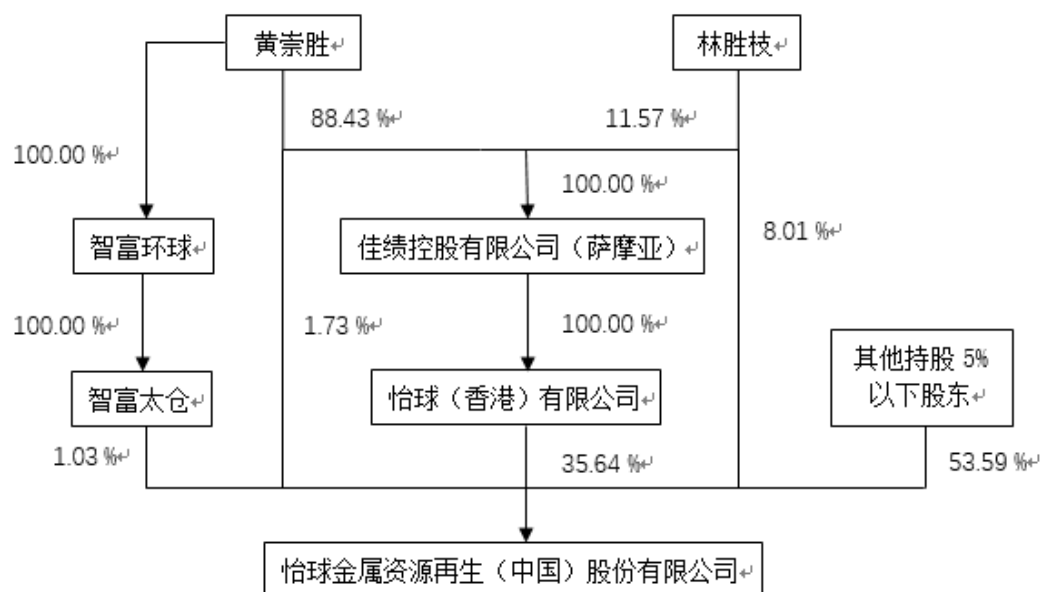 黄崇胜
林胜枝
88.43 %
11.57 %
100.00 %
100.00 %
智富环球
佳绩控股有限公司（萨摩亚）
8.01 %
100.00 %
1.73 %
100.00 %
其他持股 5%
以下股东
智富太仓
怡球（香港）有限公司
1.03 %
35.64 %
53.59 %
怡球金属资源再生（中国）股份有限公司